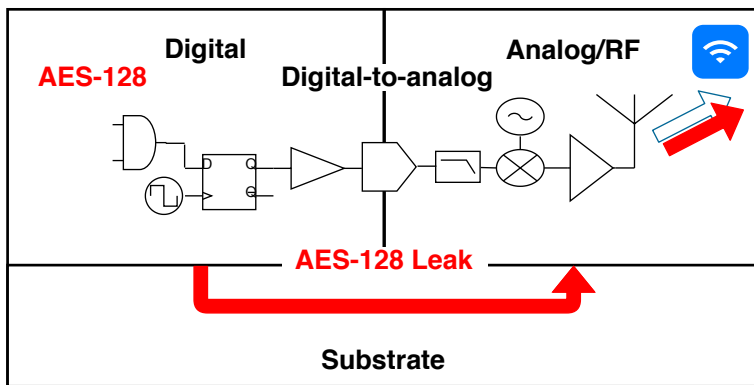 Digital
Analog/RF
AES-128
Digital-to-analog
D
Q
Q
AES-128 Leak
Substrate